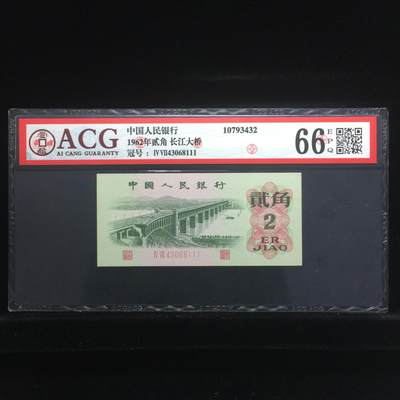 ACG
AI CANG GUARANTY
中国人民银行
1962年贰角 长江大桥
冠号:IVVII43068111
10793432
66
EPQ
中國人民銀行
貳角
2
ER
JIAO
IVVII43068111